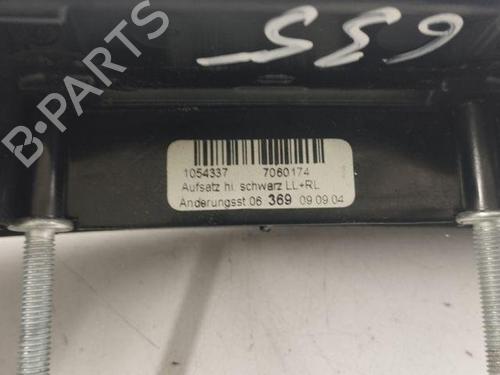 635
B-PARTS
1054337 7060174
Aufsatz hi. schwarz LL+RL
Änderungsst.06 369 09.09.04